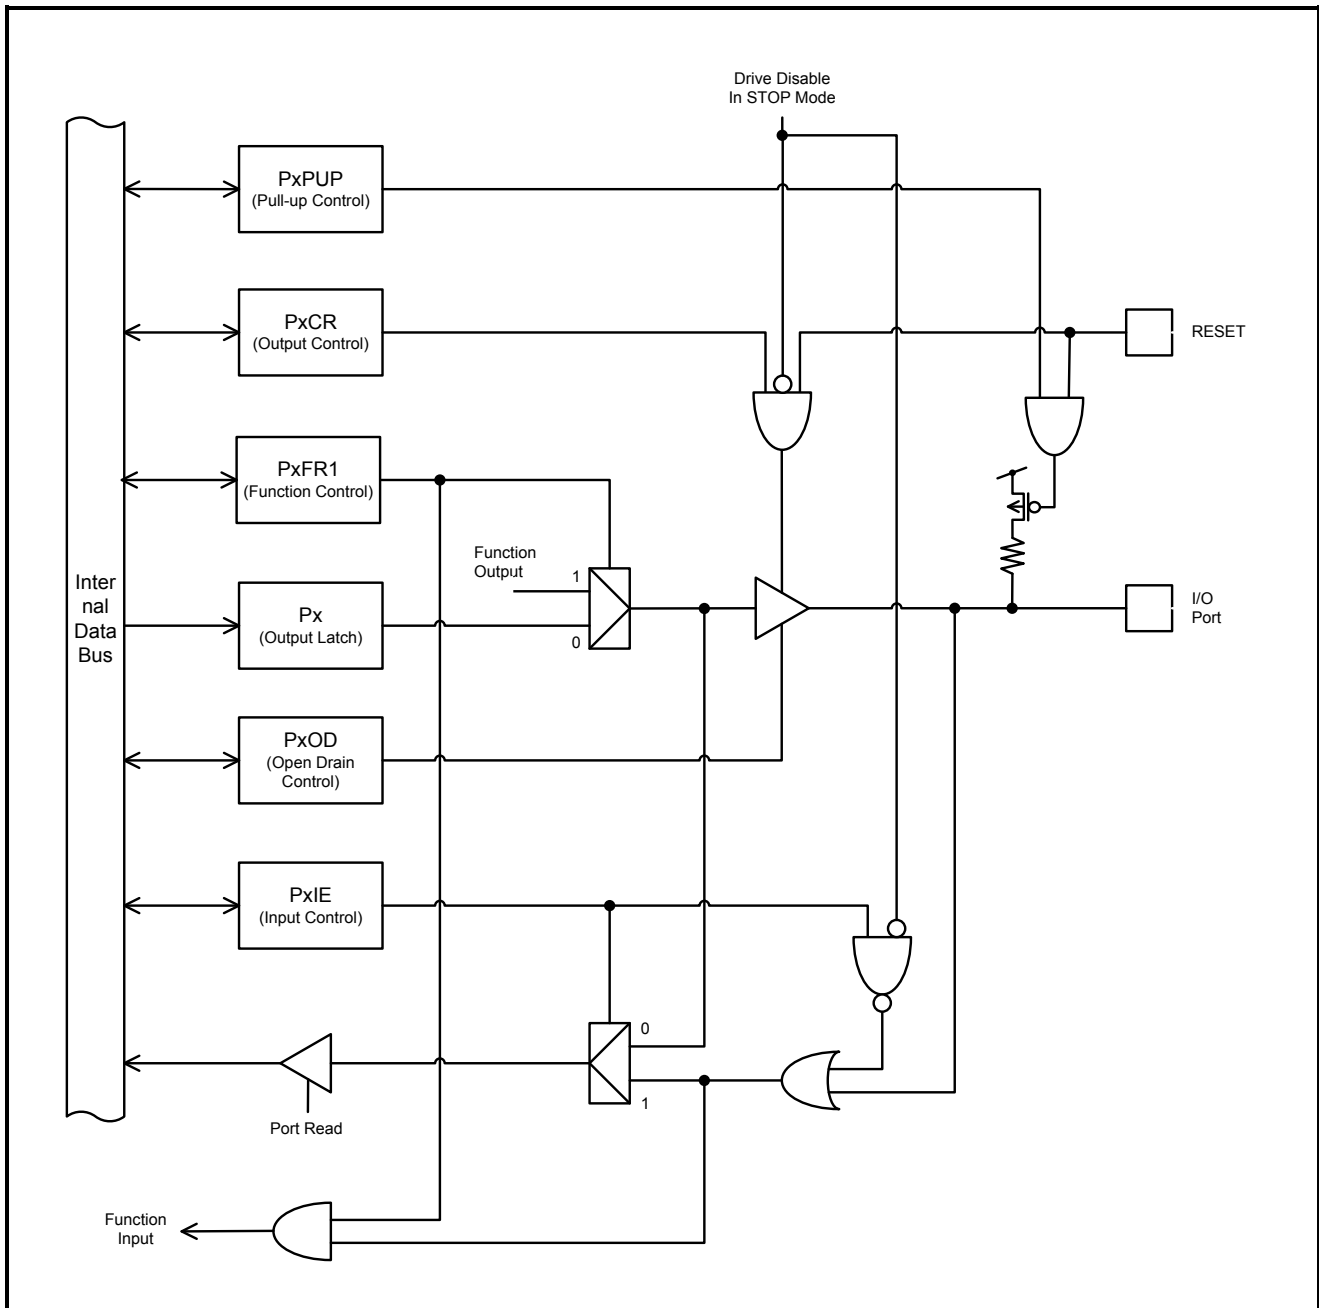 Drive Disable
In STOP Mode
PxPUP
(Pull-up Control)
PxCR
(Output Control)
RESET
PxFR1
(Function Control)
Function
Output
1
0
Inter
nal
Data
Bus
Px
(Output Latch)
I/O
Port
PxOD
(Open Drain
Control)
PxIE
(Input Control)
0
1
Port Read
Function
Input